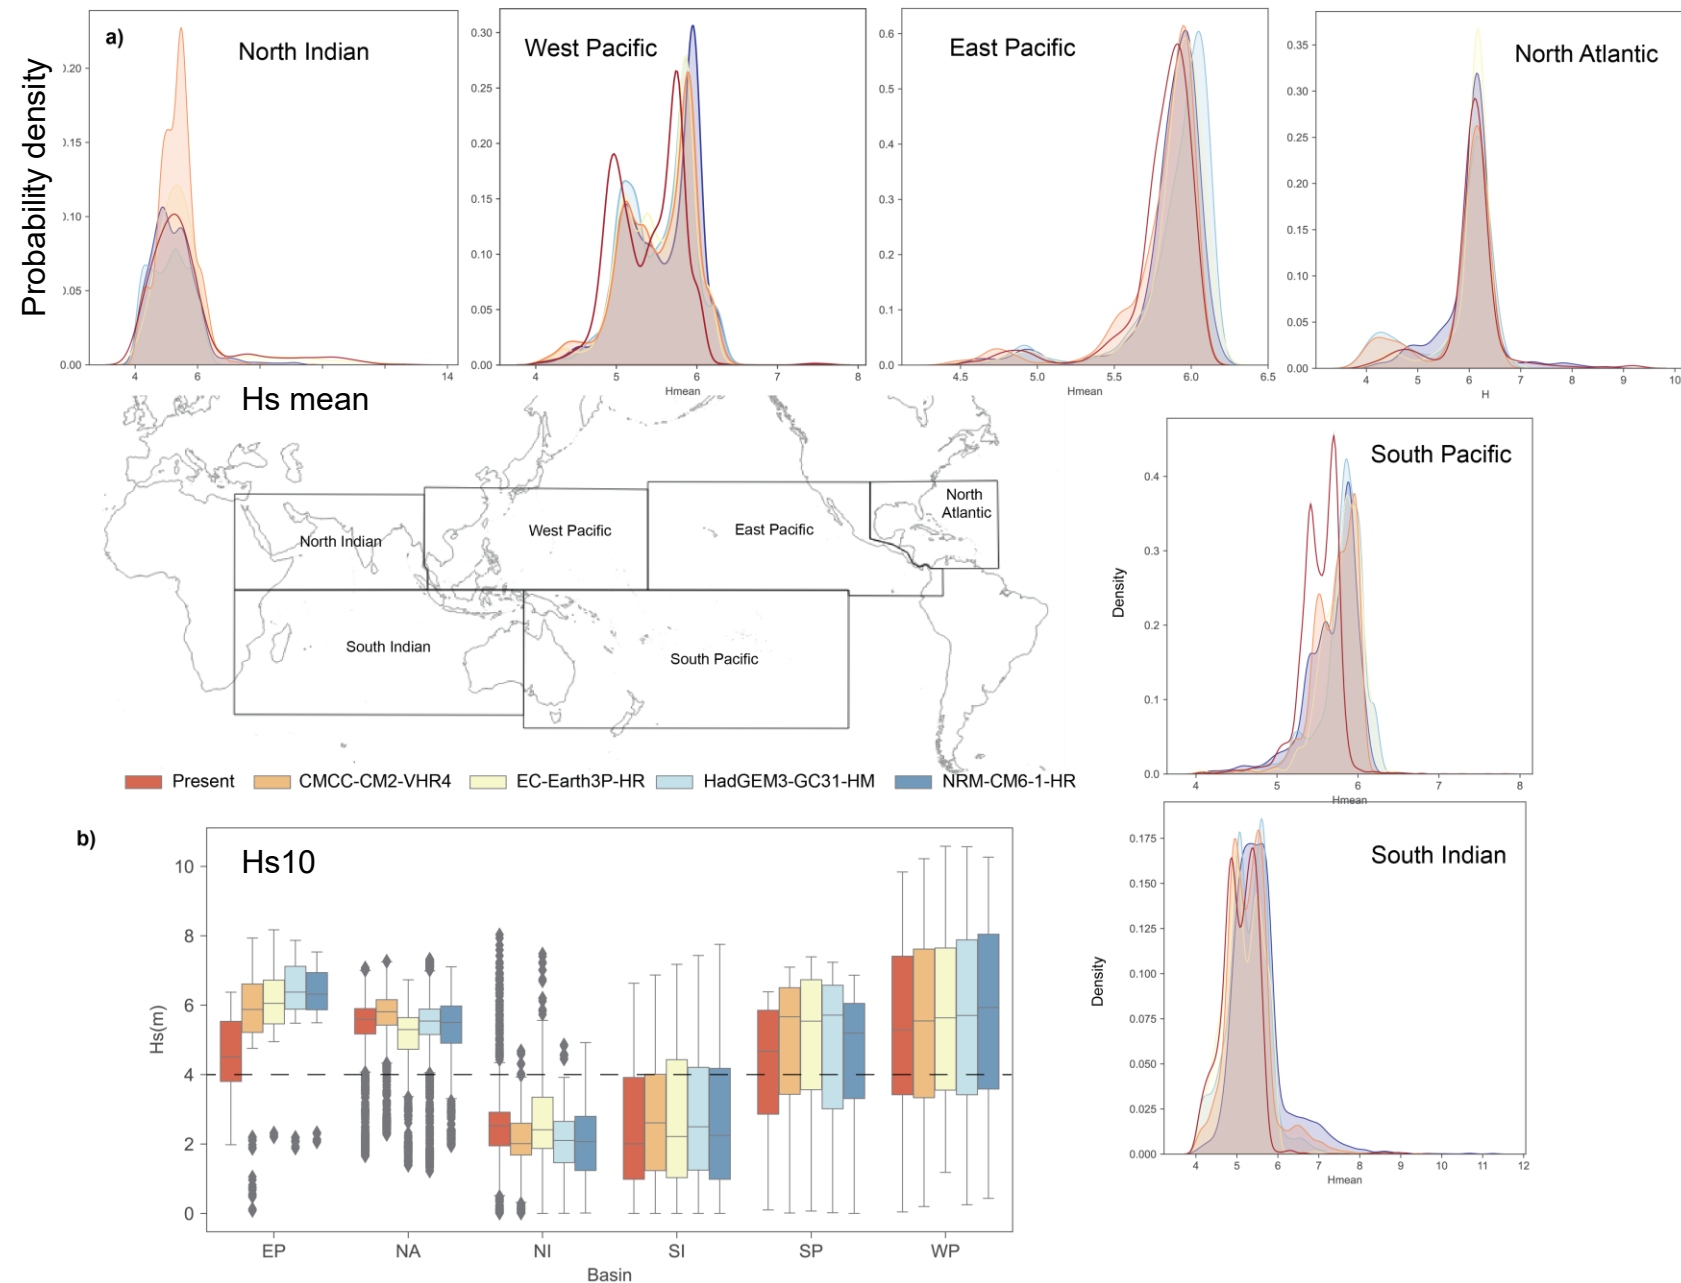 a)
North Indian
West Pacific
East Pacific
North Atlantic
Probability density
0.20
0.15
0.10
0.05
0.00
4 6 14
Hs mean
0.30
0.25
0.20
0.15
0.10
0.05
0.00
4 5 6 7 8
Hmean
0.6
0.5
0.4
0.3
0.2
0.1
0.0
4.5 5.0 5.5 6.0 6.5
Hmean
0.35
0.30
0.25
0.20
0.15
0.10
0.05
0.00
4 5 6 7 8 9 10
H
North Indian
West Pacific
East Pacific
North
Atlantic
South Indian
South Pacific
Present CMCC-CM2-VHR4 EC-Earth3P-HR HadGEM3-GC31-HM NRM-CM6-1-HR
South Pacific
Density
0.4
0.3
0.2
0.1
0.0
4 5 6 7 8
Hmean
South Indian
Density
0.175
0.150
0.125
0.100
0.075
0.050
0.025
0.000
4 5 6 7 8 9 10 11 12
Hmean
b)
Hs10
Hs(m)
10
8
6
4
2
0
EP NA NI SI SP WP
Basin